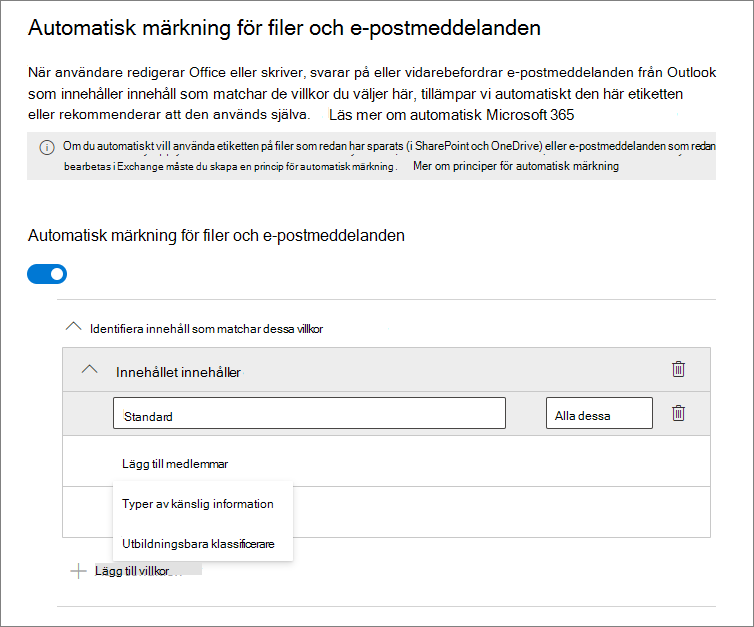 Automatisk märkning för filer och e-postmeddelanden
När användare redigerar Office eller skriver, svarar på eller vidarebefordrar e-postmeddelanden från Outlook
som innehåller innehåll som matchar de villkor du väljer här, tillämpar vi automatiskt den här etiketten
eller rekommenderar att den används själva. Läs mer om automatisk Microsoft 365
Om du automatiskt vill använda etiketten på filer som redan har sparats (i SharePoint och OneDrive) eller e-postmeddelanden som redan
bearbetas i Exchange måste du skapa en princip för automatisk märkning. Mer om principer för automatisk märkning
Automatisk märkning för filer och e-postmeddelanden
Identifiera innehåll som matchar dessa villkor
Innehållet innehåller
Standard Alla dessa
Lägg till medlemmar
Typer av känslig information
Utbildningsbara klassificerare
Lägg till villkor